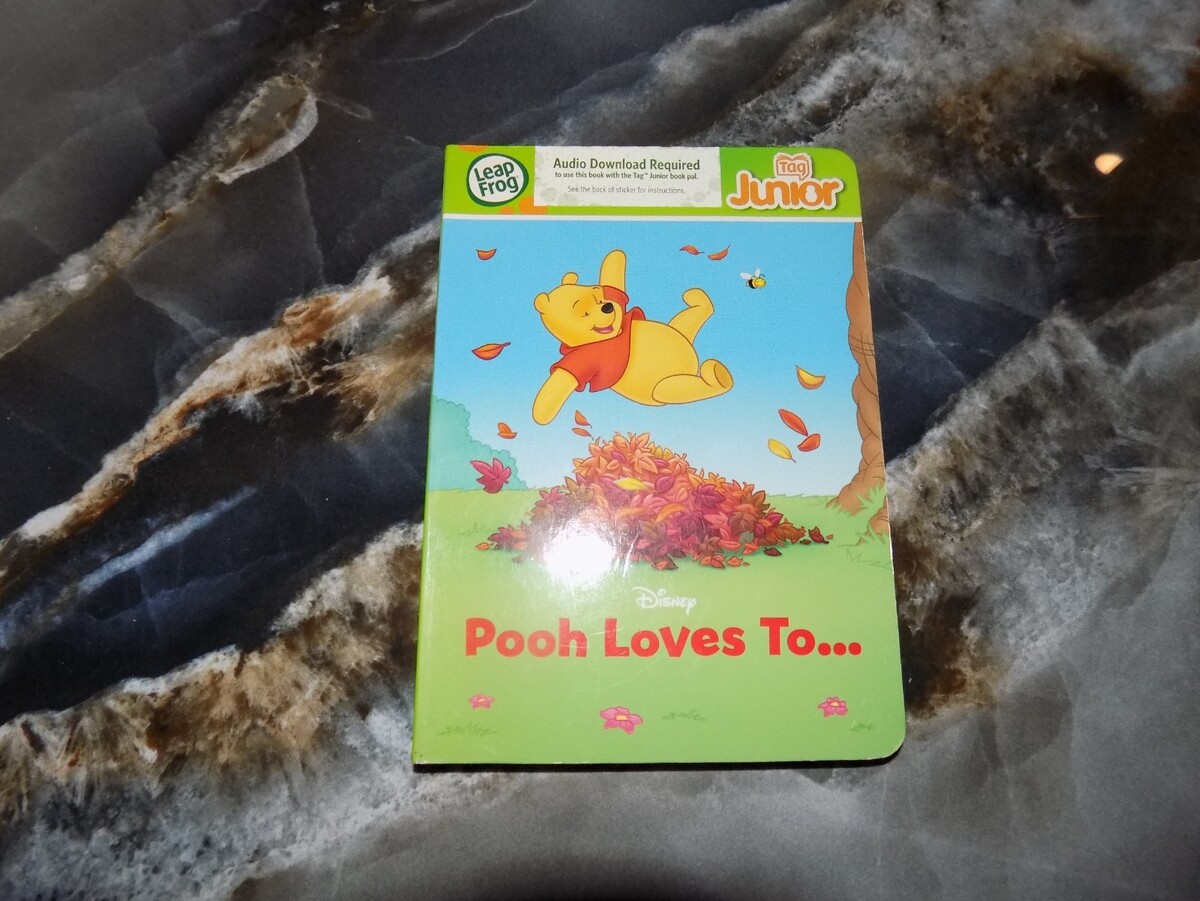 Leap
Frog
Audio Download Required
to use this book with the Tag™ Junior book pal.
See the back of sticker for instructions.
Tag
Junior
Disney
Pooh Loves To...